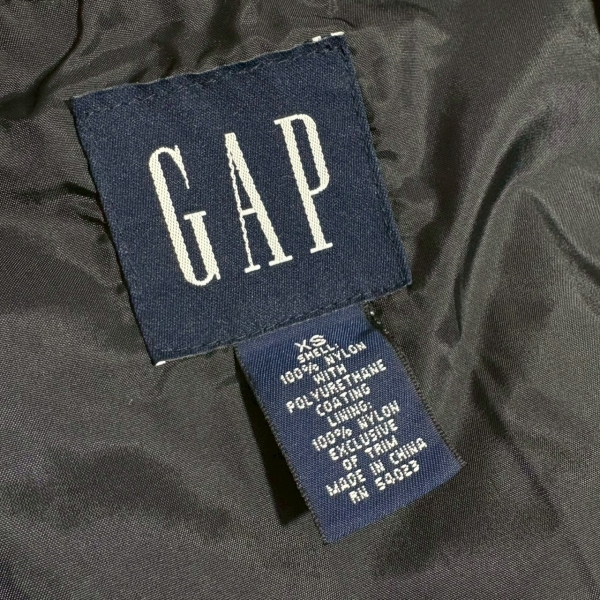 GAP
XS
SHELL:
100% NYLON
WITH
POLYURETHANE
COATING
LINING:
100% NYLON
EXCLUSIVE
OF TRIM
MADE IN CHINA
RN 54023